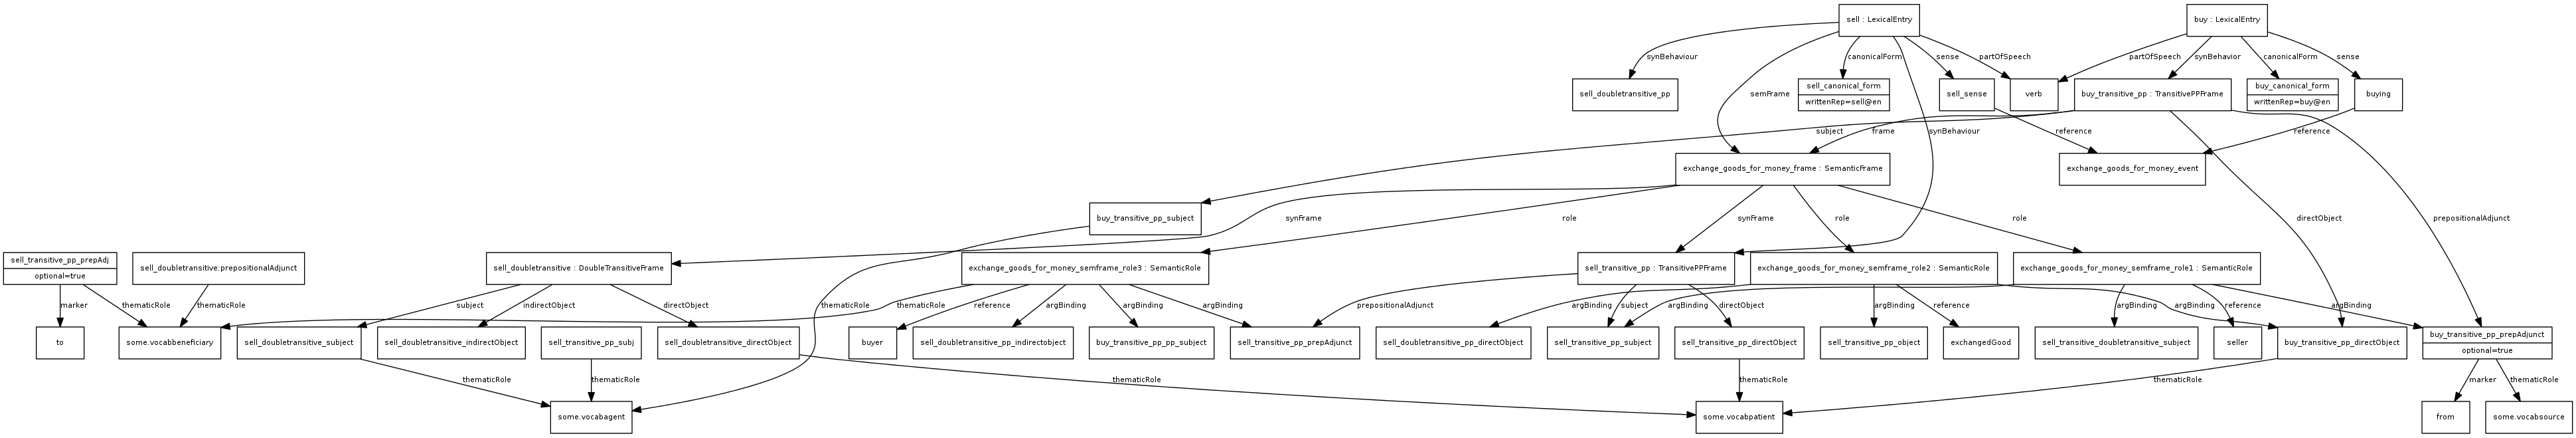 sell : LexicalEntry
buy : LexicalEntry
synBehaviour
canonicalForm
sense
partOfSpeech
partOfSpeech
synBehavior
canonicalForm
sense
semFrame
sell_doubletransitive_pp
sell_canonical_form
writtenRep=sell@en
sell_sense
verb
buy_transitive_pp : TransitivePPFrame
buy_canonical_form
writtenRep=buy@en
buying
subject
frame
synBehaviour
reference
reference
exchange_goods_for_money_frame : SemanticFrame
exchange_goods_for_money_event
buy_transitive_pp_subject
synFrame
role
synFrame
role
role
directObject
prepositionalAdjunct
sell_transitive_pp_prepAdj
optional=true
sell_doubletransitive:prepositionalAdjunct
sell_doubletransitive : DoubleTransitiveFrame
exchange_goods_for_money_semframe_role3 : SemanticRole
sell_transitive_pp : TransitivePPFrame
exchange_goods_for_money_semframe_role2 : SemanticRole
exchange_goods_for_money_semframe_role1 : SemanticRole
marker
thematicRole
thematicRole
subject
indirectObject
directObject
thematicRole
thematicRole
reference
argBinding
argBinding
argBinding
prepositionalAdjunct
argBinding
subject
directObject
argBinding
argBinding
reference
argBinding
argBinding
reference
argBinding
to
some.vocabbeneficiary
sell_doubletransitive_subject
sell_doubletransitive_indirectObject
sell_transitive_pp_subj
sell_doubletransitive_directObject
buyer
sell_doubletransitive_pp_indirectobject
buy_transitive_pp_pp_subject
sell_transitive_pp_prepAdjunct
sell_doubletransitive_pp_directObject
sell_transitive_pp_subject
sell_transitive_pp_directObject
sell_transitive_pp_object
exchangedGood
sell_transitive_doubletransitive_subject
seller
buy_transitive_pp_directObject
buy_transitive_pp_prepAdjunct
optional=true
thematicRole
thematicRole
thematicRole
thematicRole
thematicRole
marker
thematicRole
some.vocabagent
some.vocabpatient
from
some.vocabsource